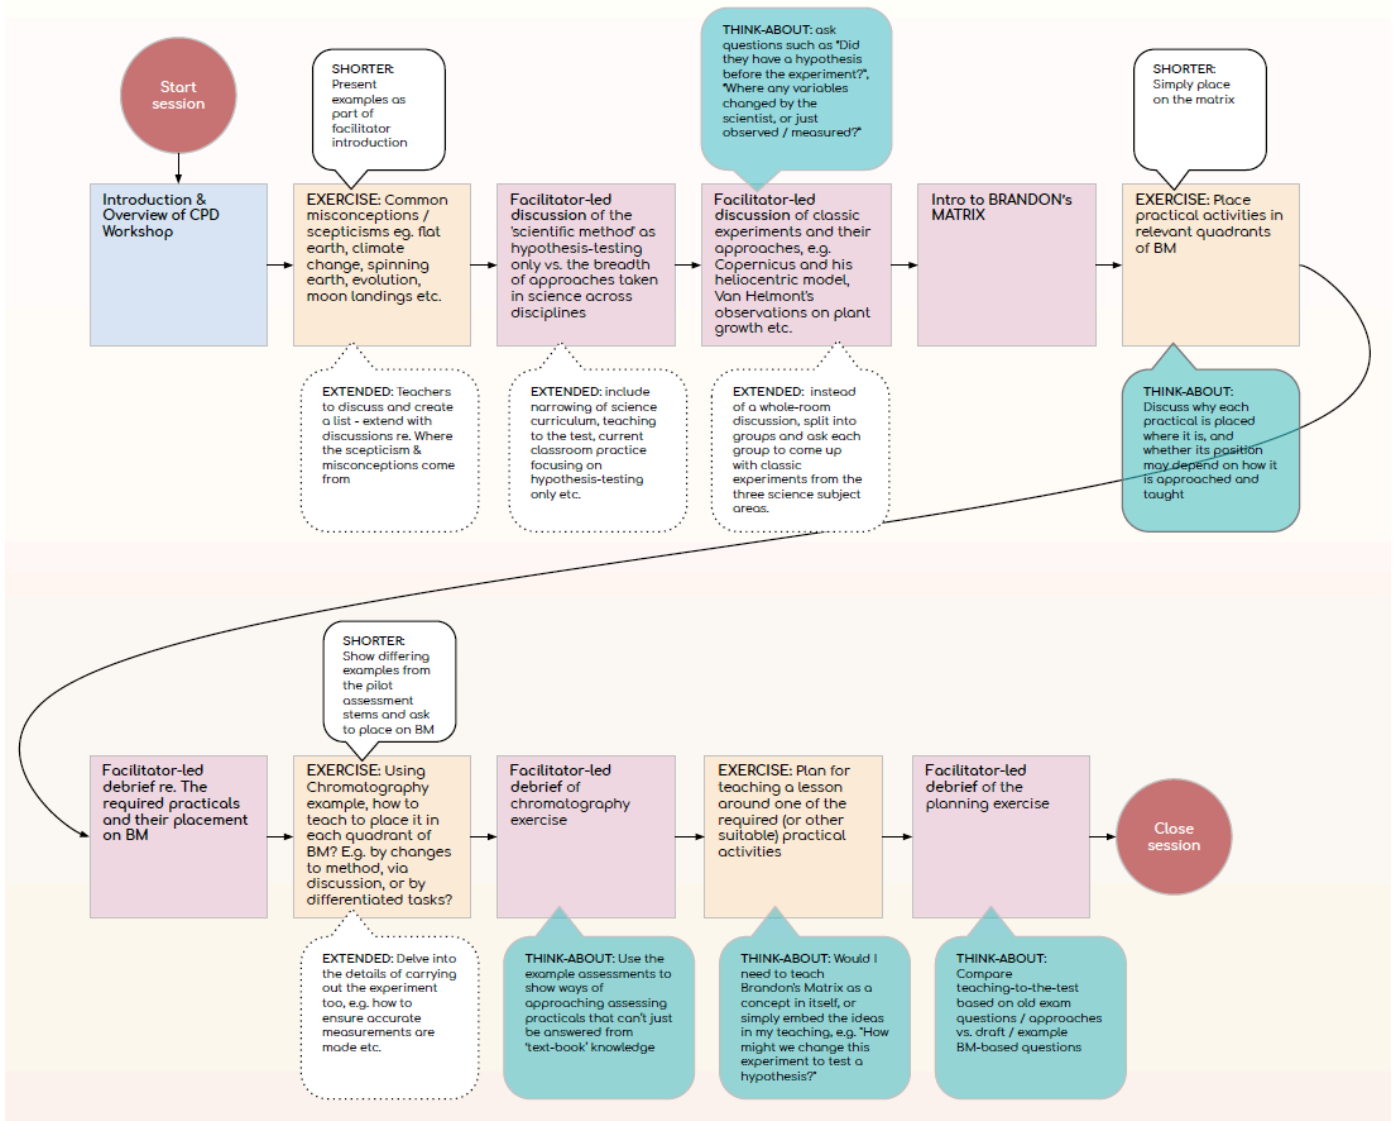 Start
session
SHORTER:
Present
examples as
part of
facilitator
introduction
THINK-ABOUT: ask
questions such as "Did
they have a hypothesis
before the experiment?",
"Where any variables
changed by the
scientist, or just
observed / measured?"
SHORTER:
Simply place
on the matrix
Introduction &
Overview of CPD
Workshop
EXERCISE: Common
misconceptions /
scepticisms eg. flat
earth, climate
change, spinning
earth, evolution,
moon landings etc.
Facilitator-led
discussion of the
'scientific method' as
hypothesis-testing
only vs. the breadth
of approaches taken
in science across
disciplines
Facilitator-led
discussion of classic
experiments and their
approaches, e.g.
Copernicus and his
heliocentric model,
Van Helmont's
observations on plant
growth etc.
Intro to BRANDON's
MATRIX
EXERCISE: Place
practical activities in
relevant quadrants
of BM
EXTENDED: Teachers
to discuss and create
a list - extend with
discussions re. Where
the scepticism &
misconceptions come
from
EXTENDED: include
narrowing of science
curriculum, teaching
to the test, current
classroom practice
focusing on
hypothesis-testing
only etc.
EXTENDED: instead
of a whole-room
discussion, split into
groups and ask each
group to come up
with classic
experiments from the
three science subject
areas.
THINK-ABOUT:
Discuss why each
practical is placed
where it is, and
whether its position
may depend on how it
is approached and
taught
SHORTER:
Show differing
examples from
the pilot
assessment
stems and ask
to place on BM
Facilitator-led
debrief re. The
required practicals
and their placement
on BM
EXERCISE: Using
Chromatography
example, how to
teach to place it in
each quadrant of
BM? E.g. by changes
to method, via
discussion, or by
differentiated tasks?
Facilitator-led
debrief of
chromatography
exercise
EXERCISE: Plan for
teaching a lesson
around one of the
required (or other
suitable) practical
activities
Facilitator-led
debrief of the
planning exercise
Close
session
EXTENDED: Delve into
the details of carrying
out the experiment
too, e.g. how to
ensure accurate
measurements are
made etc.
THINK-ABOUT: Use the
example assessments to
show ways of
approaching assessing
practicals that can't just
be answered from
'text-book' knowledge
THINK-ABOUT: Would I
need to teach
Brandon's Matrix as a
concept in itself, or
simply embed the ideas
in my teaching, e.g. "How
might we change this
experiment to test a
hypothesis?"
THINK-ABOUT:
Compare
teaching-to-the-test
based on old exam
questions / approaches
vs. draft / example
BM-based questions